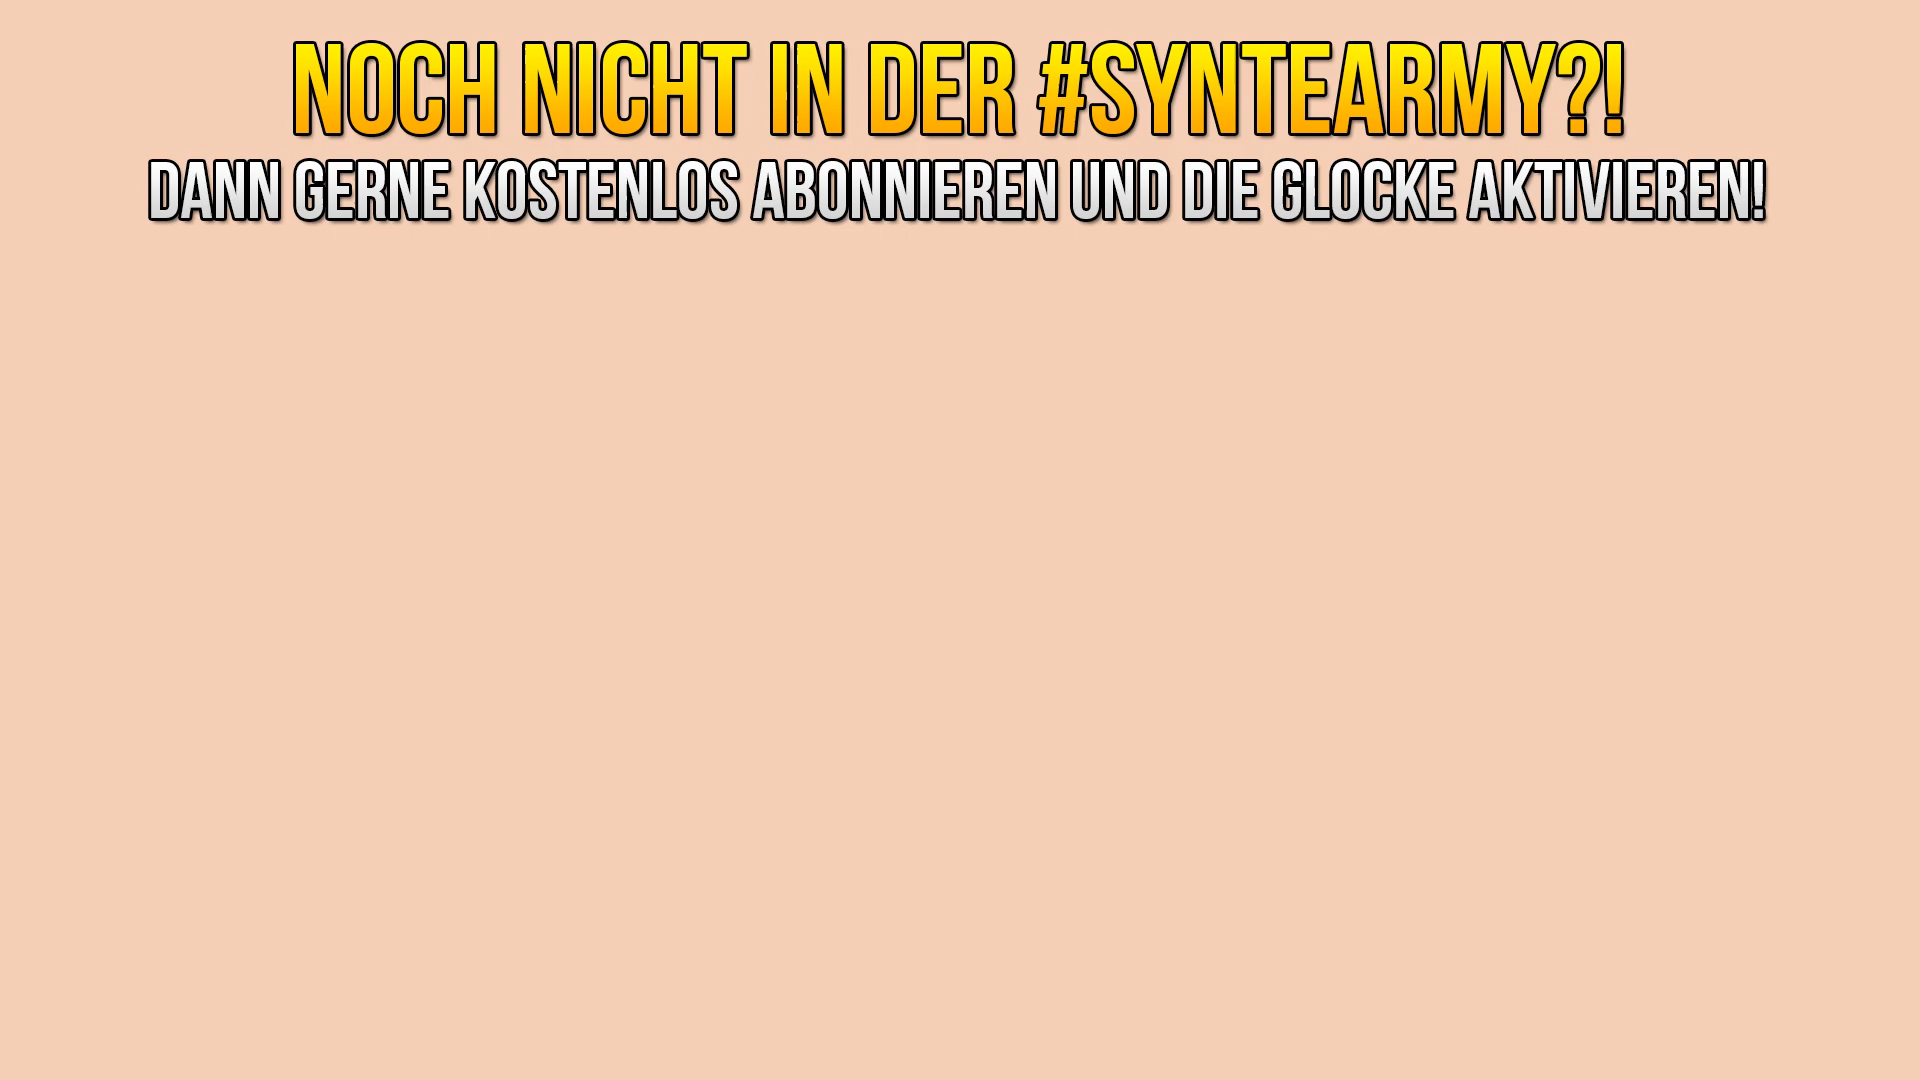 NOCH NICHT IN DER #SYNTEARMY?!
DANN GERNE KOSTENLOS ABONNIEREN UND DIE GLOCKE AKTIVIEREN!